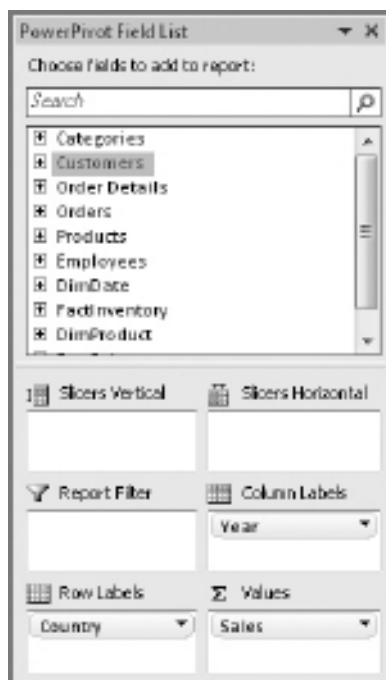 PowerPivot Field List
Choose fields to add to report:
Search
Categories
Customers
Order Details
Orders
Products
Employees
DimDate
FactInventory
DimProduct
Slicers Vertical
Slicers Horizontal
Report Filter
Column Labels
Year
Row Labels
Σ Values
Country
Sales